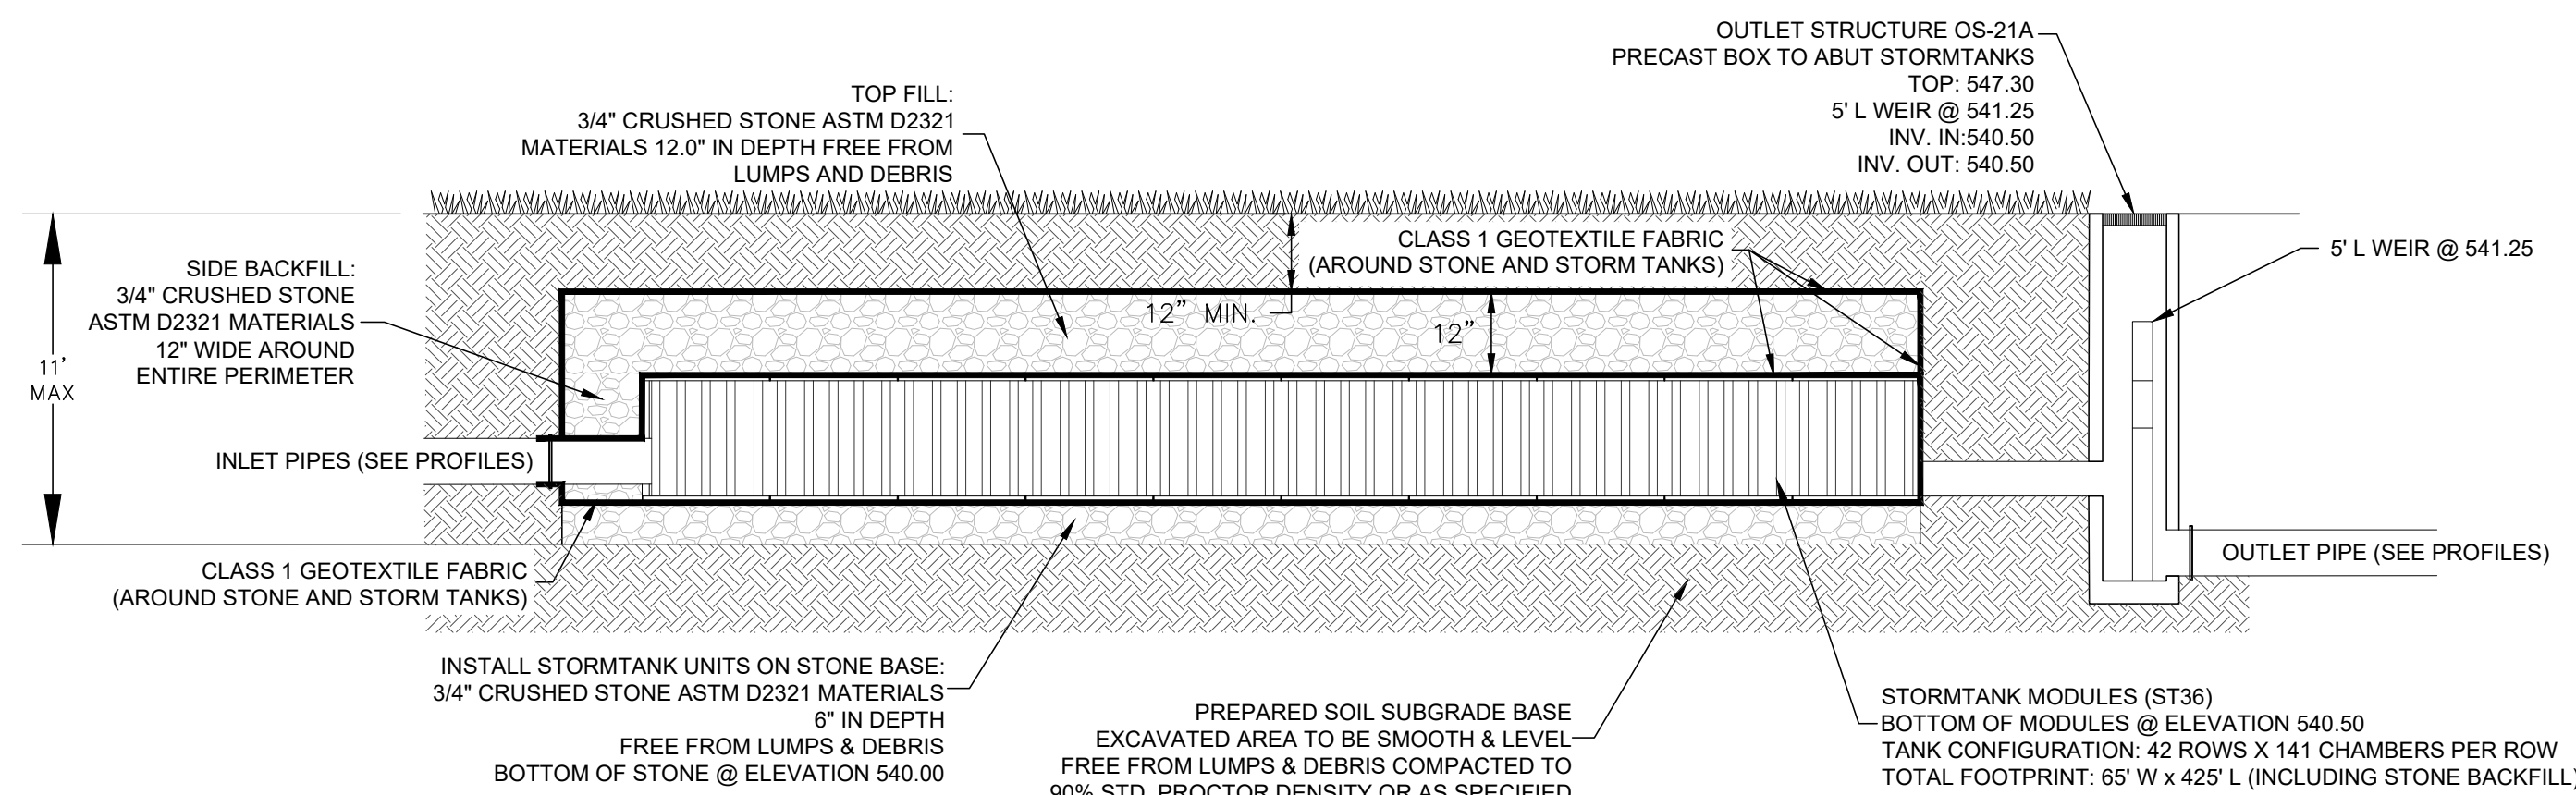 OUTLET STRUCTURE OS-21A
PRECAST BOX TO ABUT STORMTANKS
TOP: 547.30
5' L WEIR @ 541.25
INV. IN:540.50
INV. OUT: 540.50
TOP FILL:
3/4" CRUSHED STONE ASTM D2321
MATERIALS 12.0" IN DEPTH FREE FROM
LUMPS AND DEBRIS
CLASS 1 GEOTEXTILE FABRIC
(AROUND STONE AND STORM TANKS)
5' L WEIR @ 541.25
SIDE BACKFILL:
3/4" CRUSHED STONE
ASTM D2321 MATERIALS
12" WIDE AROUND
ENTIRE PERIMETER
12" MIN.
12"
11'
MAX
INLET PIPES (SEE PROFILES)
OUTLET PIPE (SEE PROFILES)
CLASS 1 GEOTEXTILE FABRIC
(AROUND STONE AND STORM TANKS)
INSTALL STORMTANK UNITS ON STONE BASE:
3/4" CRUSHED STONE ASTM D2321 MATERIALS
6" IN DEPTH
FREE FROM LUMPS & DEBRIS
BOTTOM OF STONE @ ELEVATION 540.00
PREPARED SOIL SUBGRADE BASE
EXCAVATED AREA TO BE SMOOTH & LEVEL
FREE FROM LUMPS & DEBRIS COMPACTED TO
90% STD. PROCTOR DENSITY OR AS SPECIFIED
STORMTANK MODULES (ST36)
BOTTOM OF MODULES @ ELEVATION 540.50
TANK CONFIGURATION: 42 ROWS X 141 CHAMBERS PER ROW
TOTAL FOOTPRINT: 65' W x 425' L (INCLUDING STONE BACKFILL)